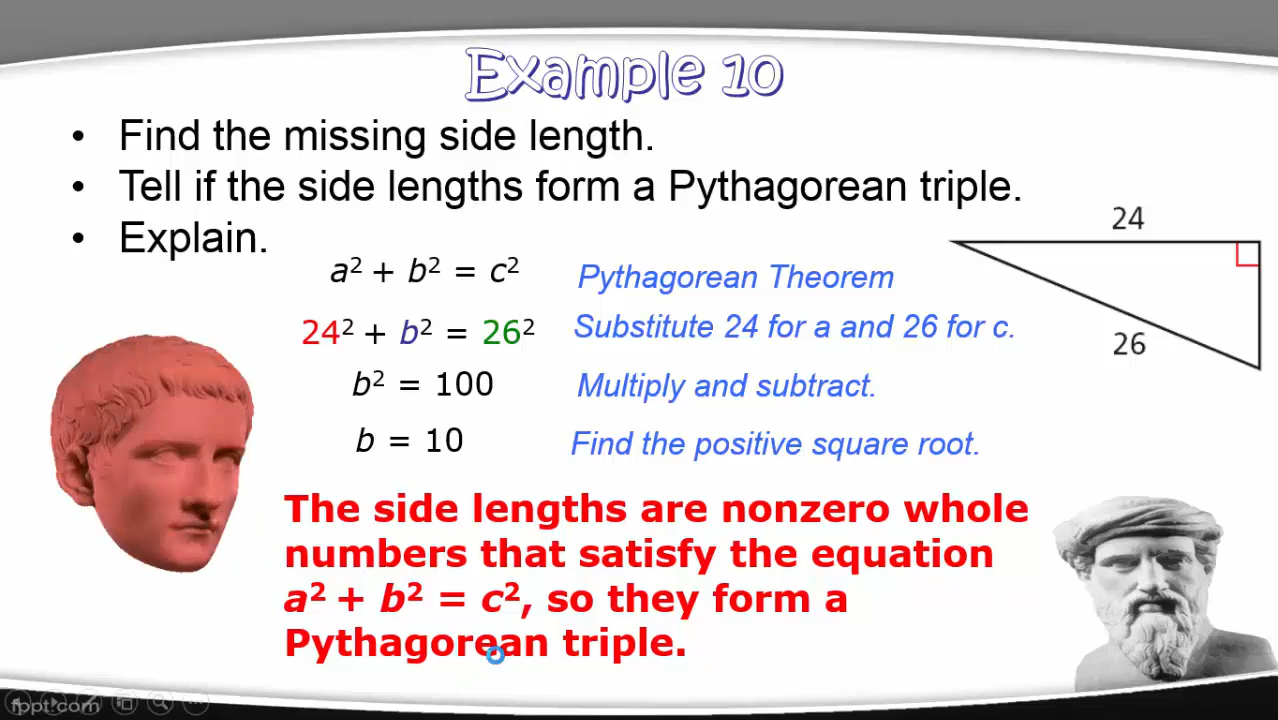 Example 10
• Find the missing side length.
• Tell if the side lengths form a Pythagorean triple.
• Explain.
24
26
a² + b² = c² Pythagorean Theorem
24² + b² = 26² Substitute 24 for a and 26 for c.
b² = 100 Multiply and subtract.
b = 10 Find the positive square root.
The side lengths are nonzero whole
numbers that satisfy the equation
a² + b² = c², so they form a
Pythagorean triple.
fppt.com